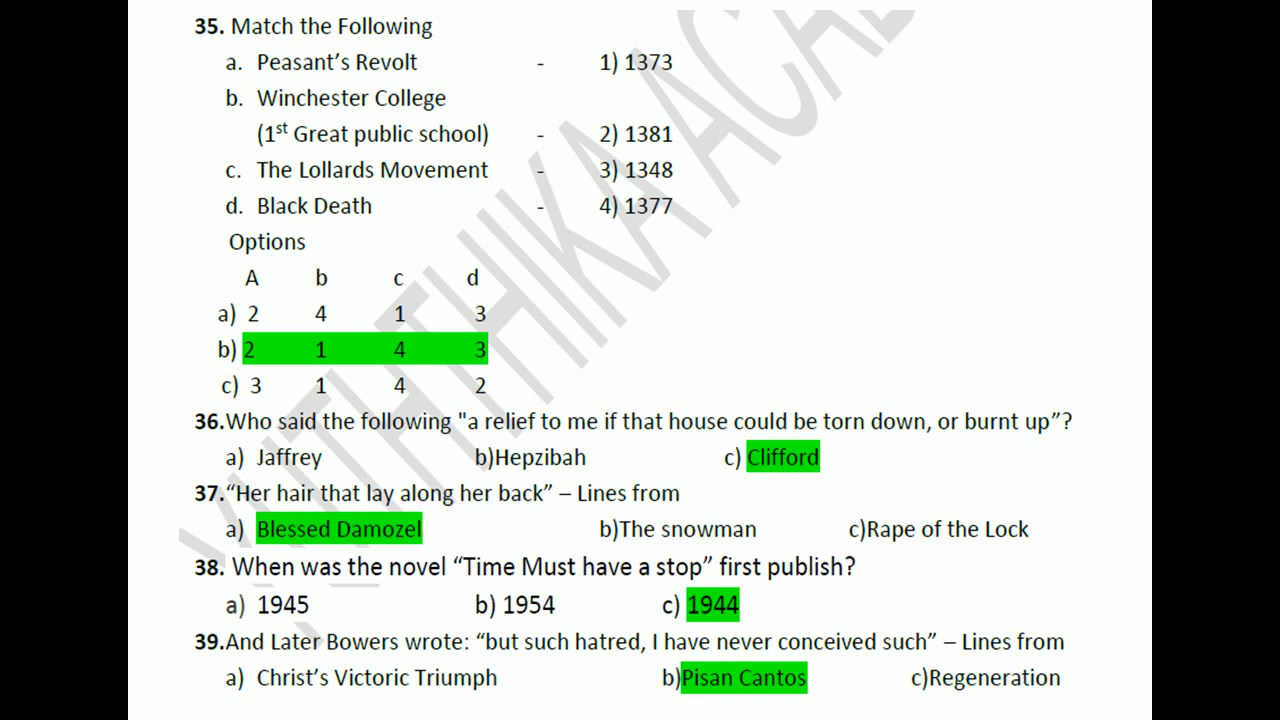 35. Match the Following
a. Peasant's Revolt - 1) 1373
b. Winchester College
(1st Great public school) - 2) 1381
c. The Lollards Movement - 3) 1348
d. Black Death - 4) 1377
Options
A b c d
a) 2 4 1 3
b) 2 1 4 3
c) 3 1 4 2
36.Who said the following "a relief to me if that house could be torn down, or burnt up”?
a) Jaffrey b)Hepzibah c) Clifford
37.“Her hair that lay along her back” – Lines from
a) Blessed Damozel b)The snowman c)Rape of the Lock
38. When was the novel “Time Must have a stop” first publish?
a) 1945 b) 1954 c) 1944
39.And Later Bowers wrote: “but such hatred, I have never conceived such” – Lines from
a) Christ's Victoric Triumph b)Pisan Cantos c)Regeneration